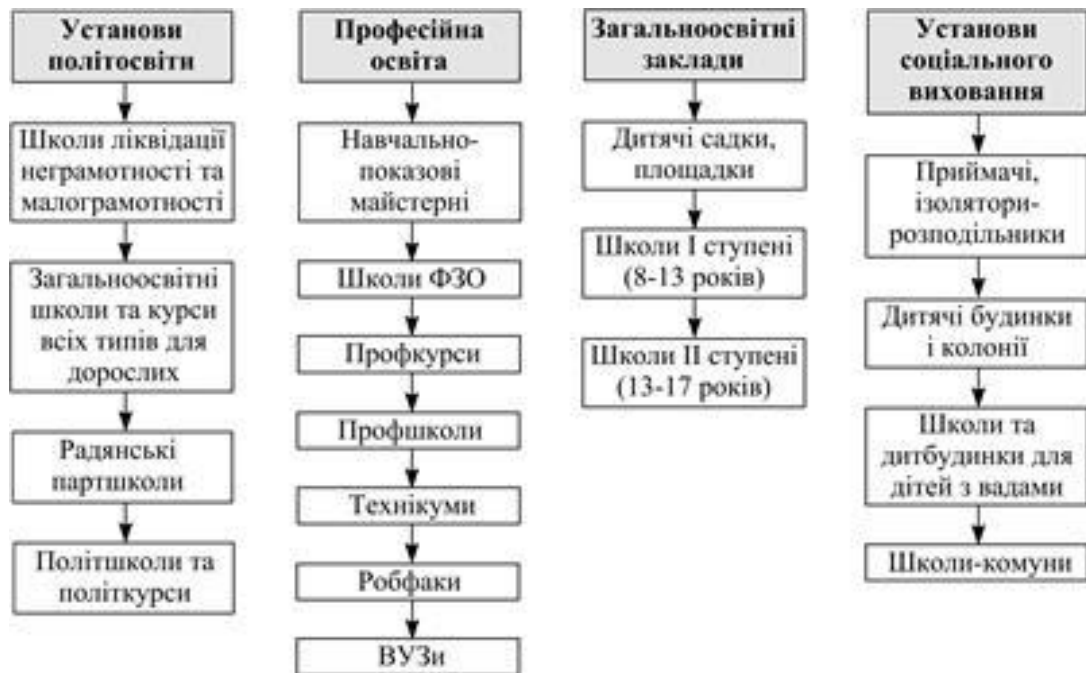 Установи
політосвіти
Школи ліквідації
неграмотності та
малограмотності
Загальноосвітні
школи та курси
всіх типів для
дорослих
Радянські
партшколи
Політшколи та
політкурси
Професійна
освіта
Навчально-
показові
майстерні
Школи ФЗО
Профкурси
Профшколи
Технікуми
Робфаки
ВУЗи
Загальноосвітні
заклади
Дитячі садки,
площадки
Школи І ступені
(8-13 років)
Школи ІІ ступені
(13-17 років)
Установи
соціального
виховання
Приймачі,
ізолятори-
розподільники
Дитячі будинки
і колонії
Школи та
дитбудинки для
дітей з вадами
Школи-комуни